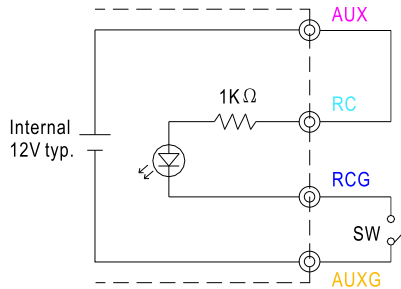 AUX
1KΩ
RC
Internal
12V typ.
RCG
SW
AUXG